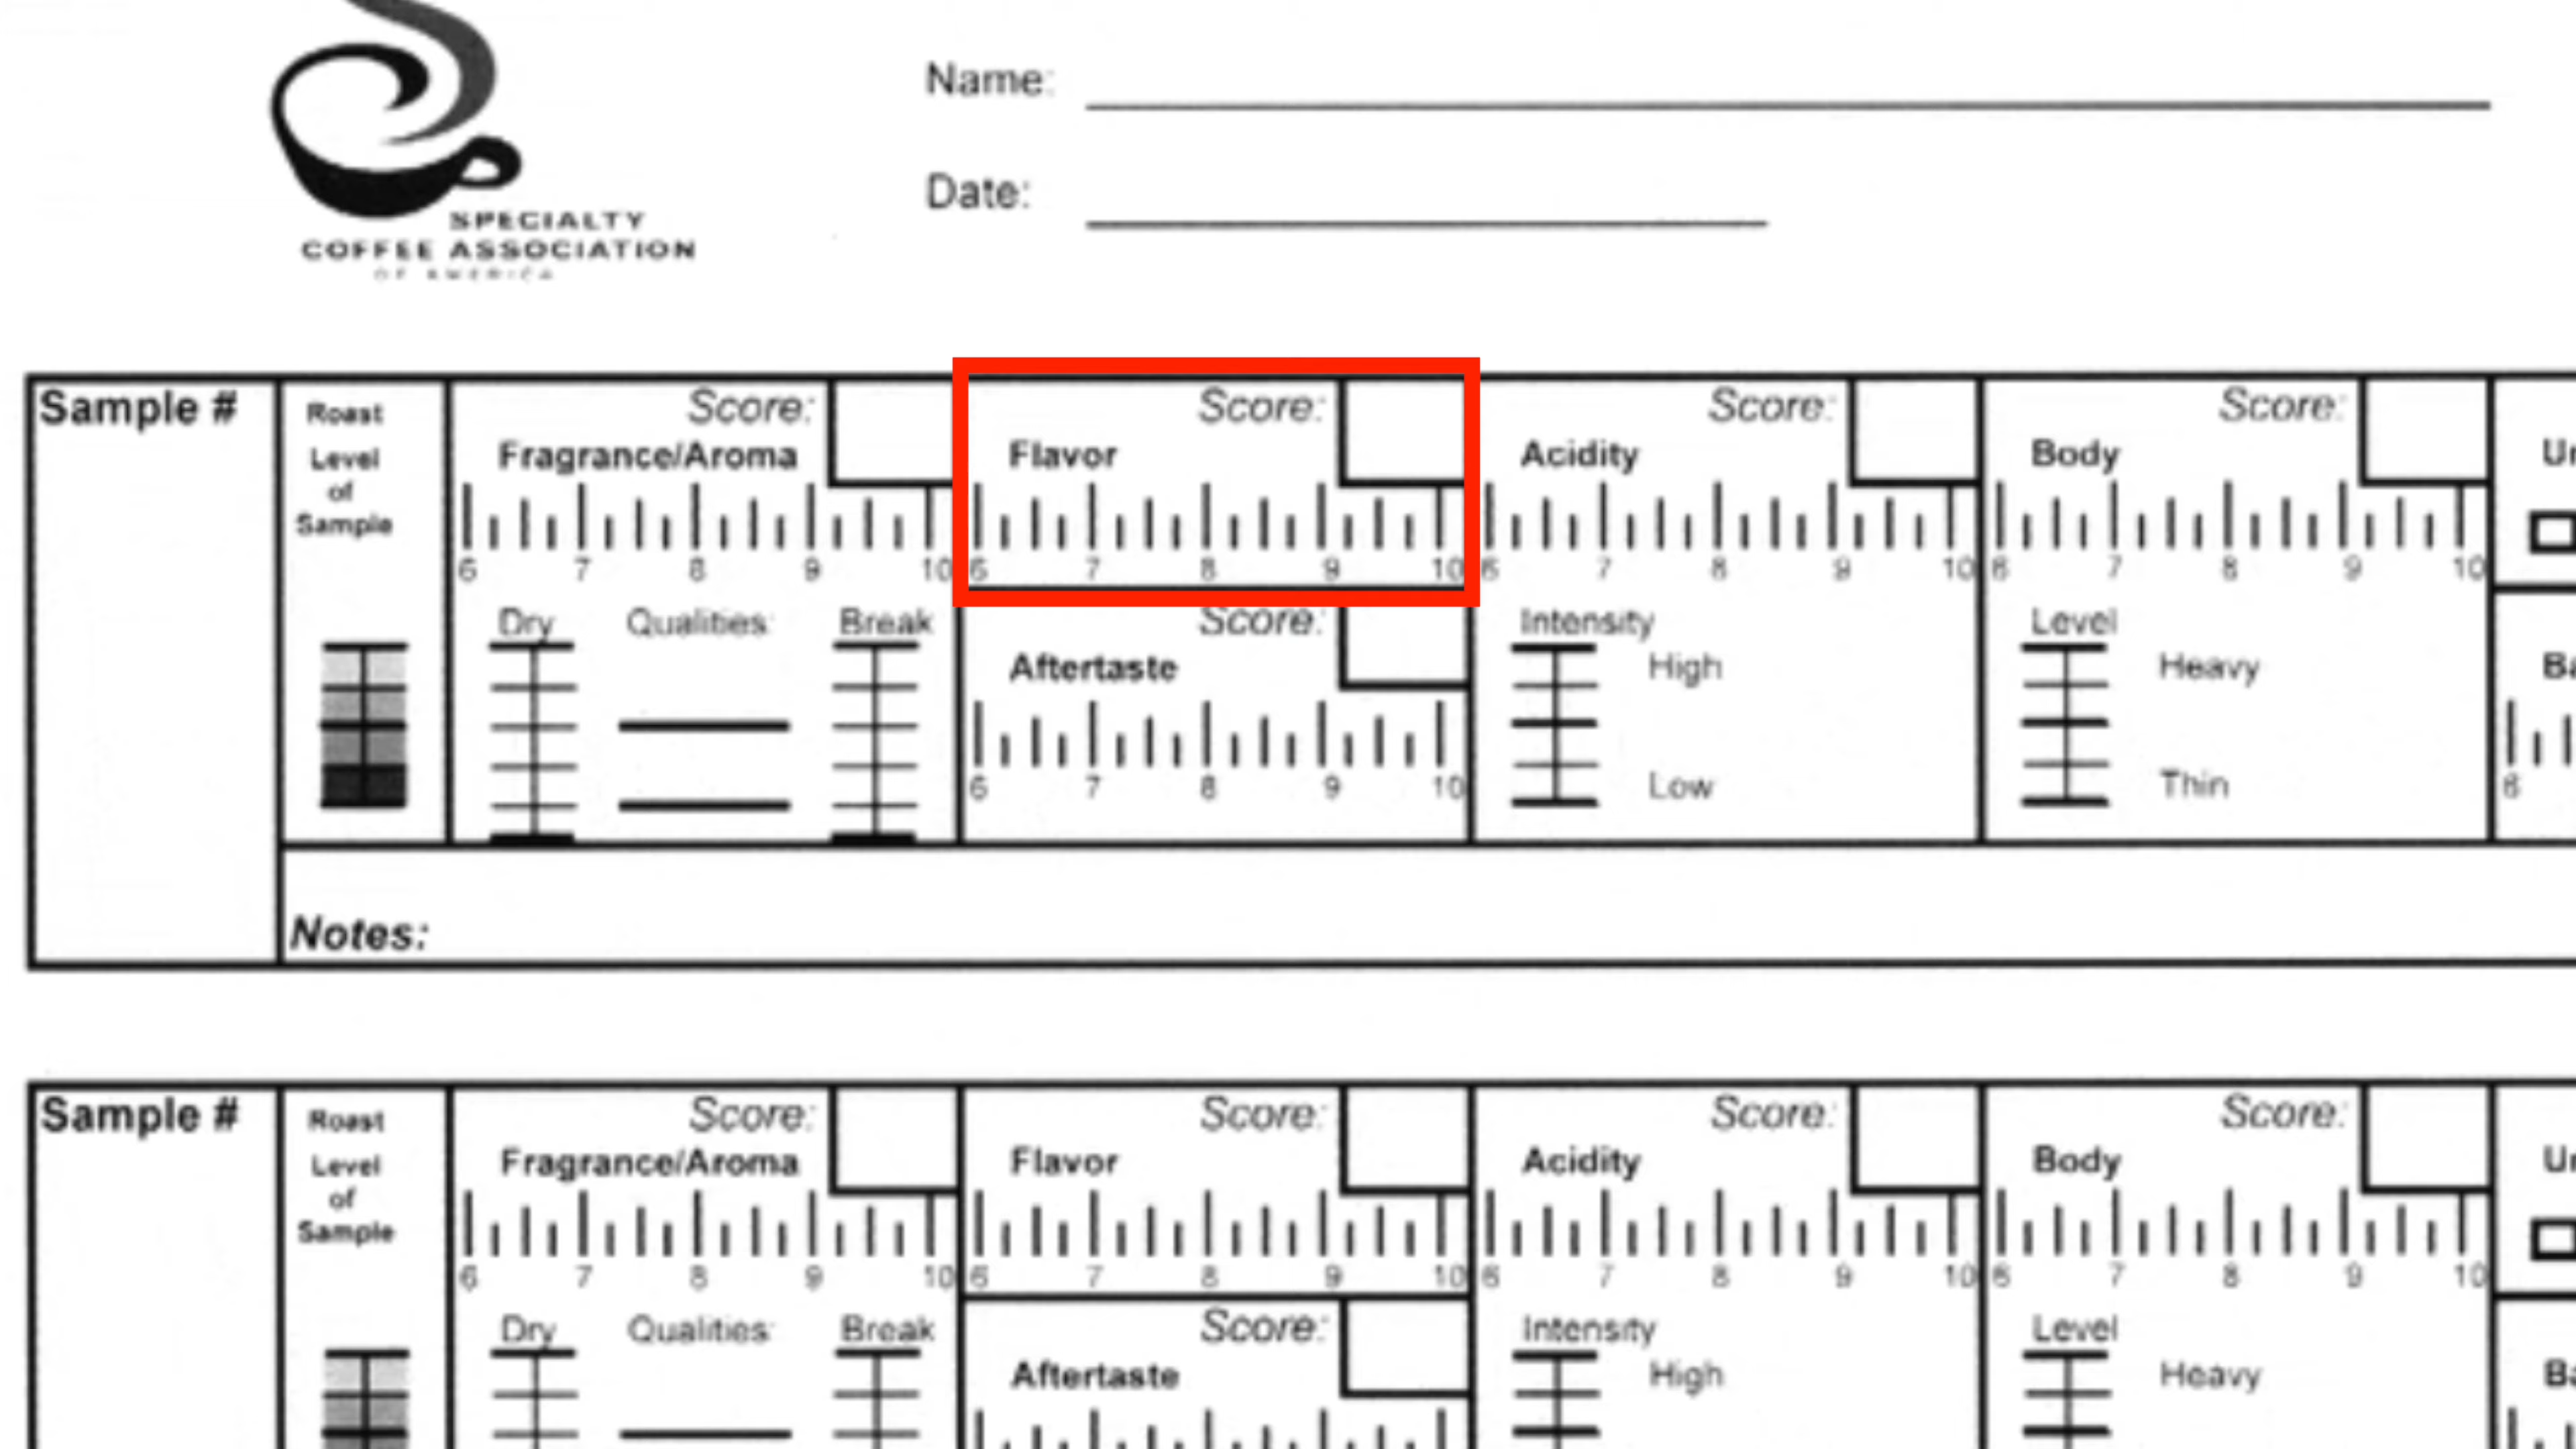 Name:
Date:
SPECIALTY
COFFEE ASSOCIATION
OF AMERICA
Sample #
Roast
Level
of
Sample
Score:
Fragrance/Aroma
6 7 8 9 10
Dry Qualities: Break
Score:
Flavor
6 7 8 9 10
Score:
Aftertaste
6 7 8 9 10
Score:
Acidity
6 7 8 9 10
Intensity
High
Low
Score:
Body
6 7 8 9 10
Level
Heavy
Thin
6
Notes:
Sample #
Roast
Level
of
Sample
Score:
Fragrance/Aroma
6 7 8 9 10
Dry Qualities: Break
Score:
Flavor
6 7 8 9 10
Score:
Aftertaste
Score:
Acidity
6 7 8 9 10
Intensity
High
Score:
Body
6 7 8 9 10
Level
Heavy